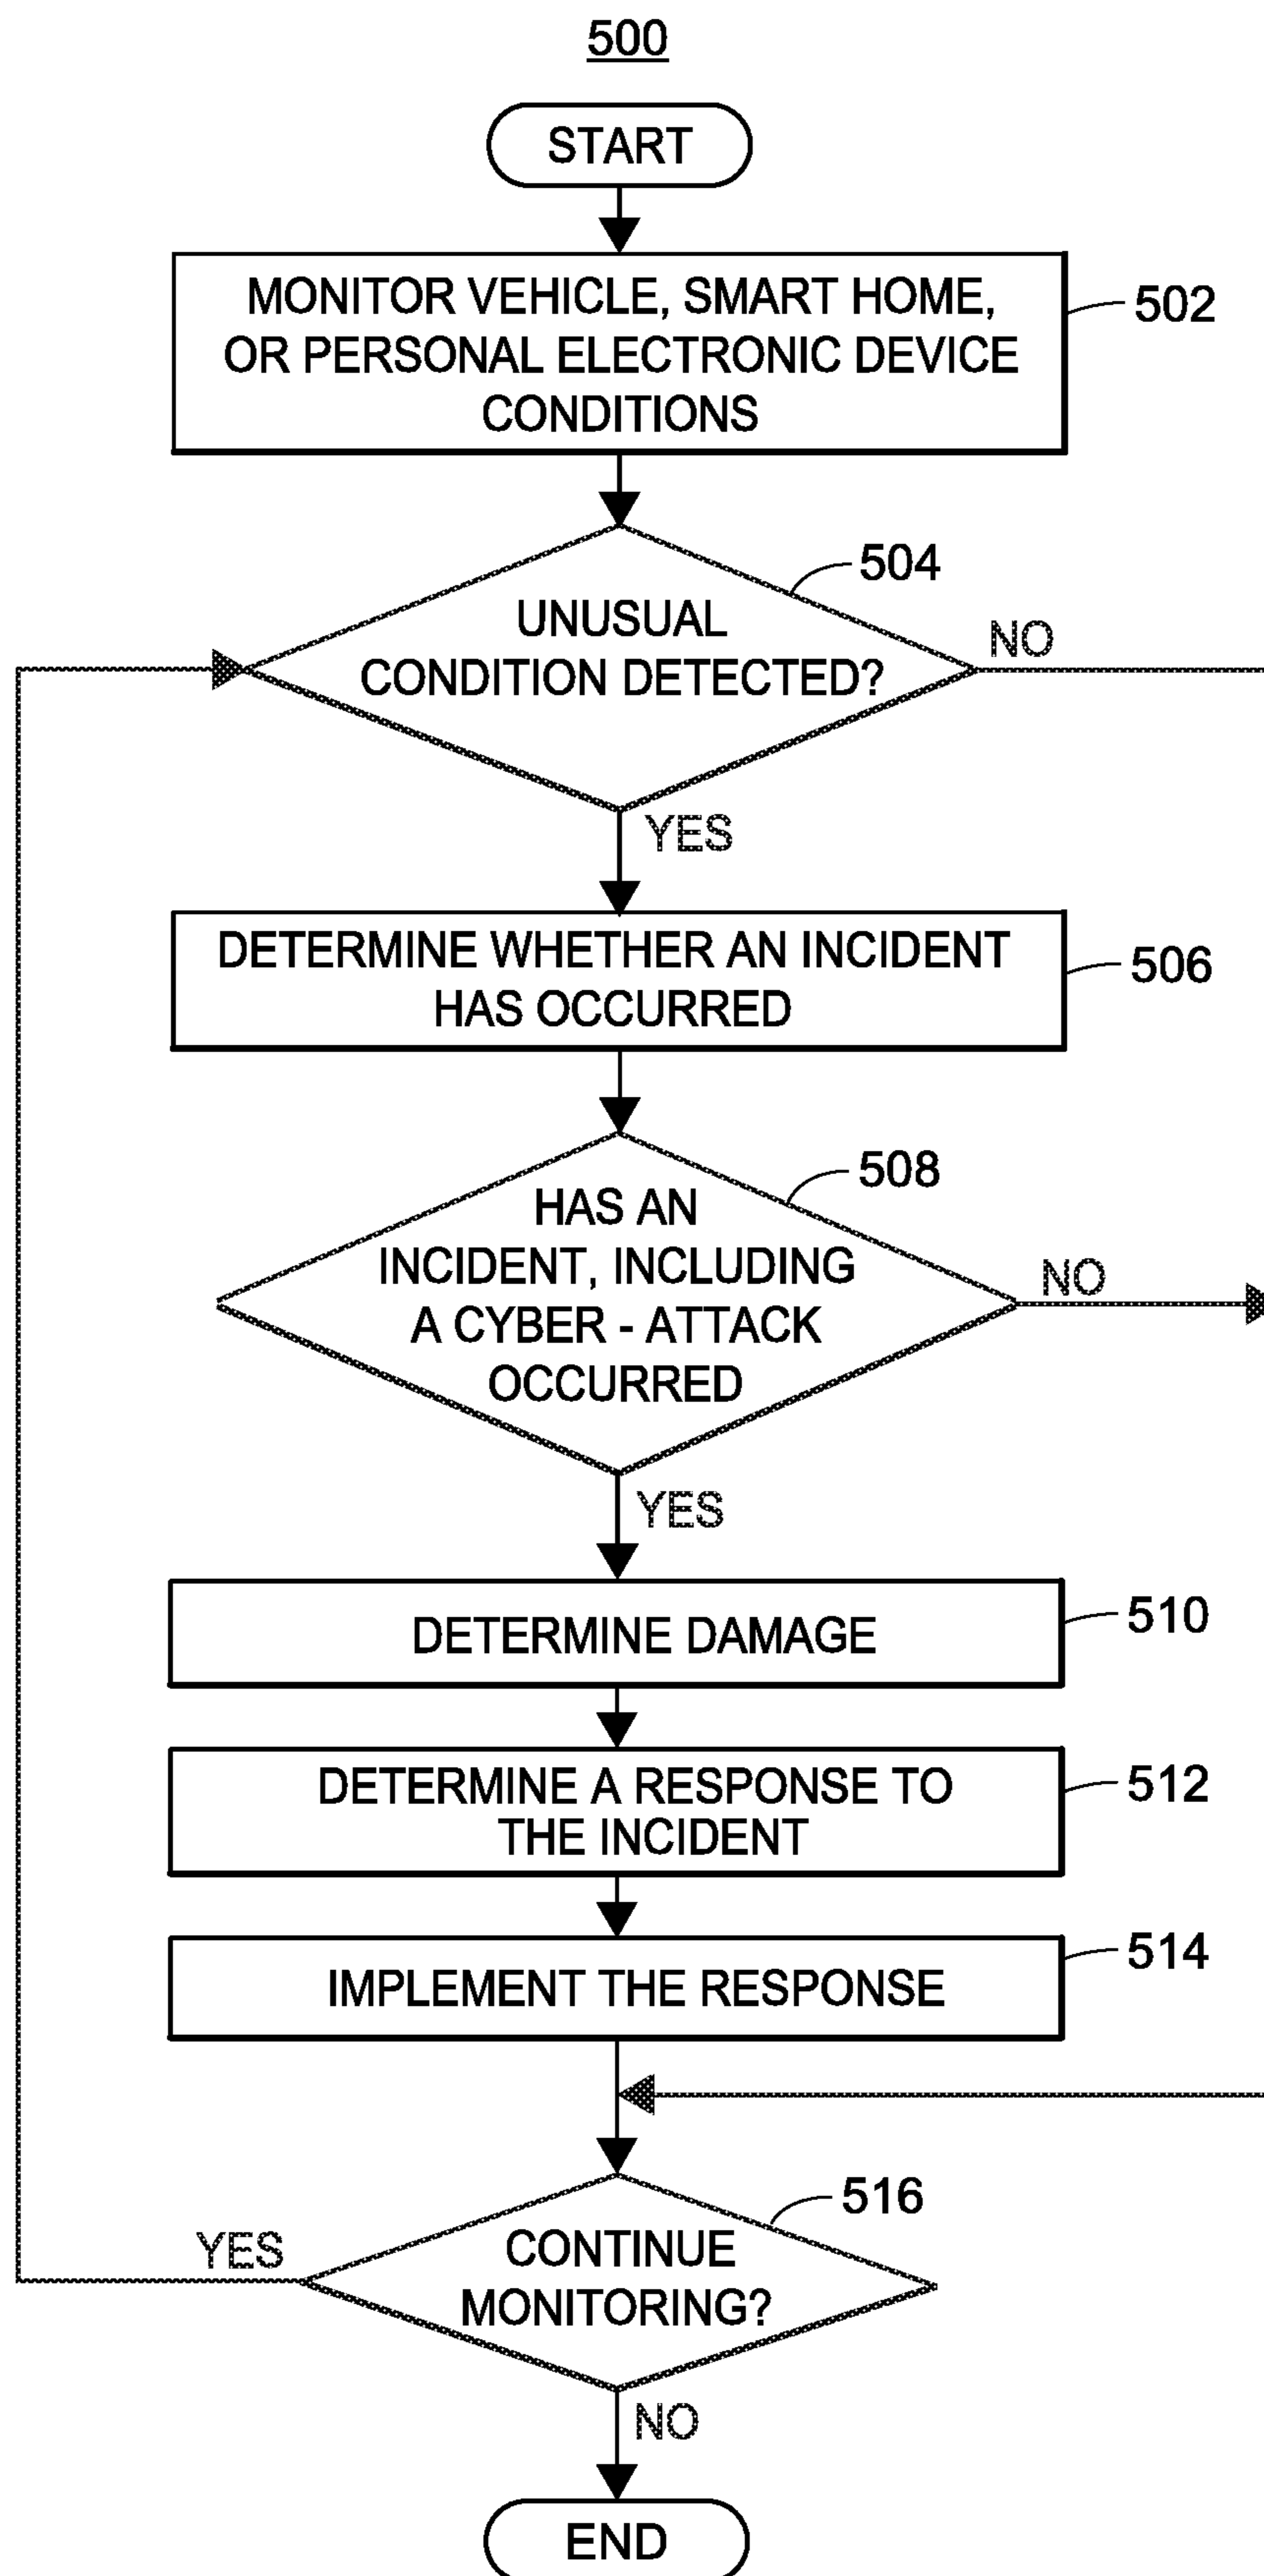 500
START
MONITOR VEHICLE, SMART HOME,
OR PERSONAL ELECTRONIC DEVICE
CONDITIONS
502
504
UNUSUAL
CONDITION DETECTED?
NO
YES
DETERMINE WHETHER AN INCIDENT
HAS OCCURRED
506
508
HAS AN
INCIDENT, INCLUDING
A CYBER - ATTACK
OCCURRED
NO
YES
DETERMINE DAMAGE
510
DETERMINE A RESPONSE TO
THE INCIDENT
512
IMPLEMENT THE RESPONSE
514
516
CONTINUE
MONITORING?
YES
NO
END